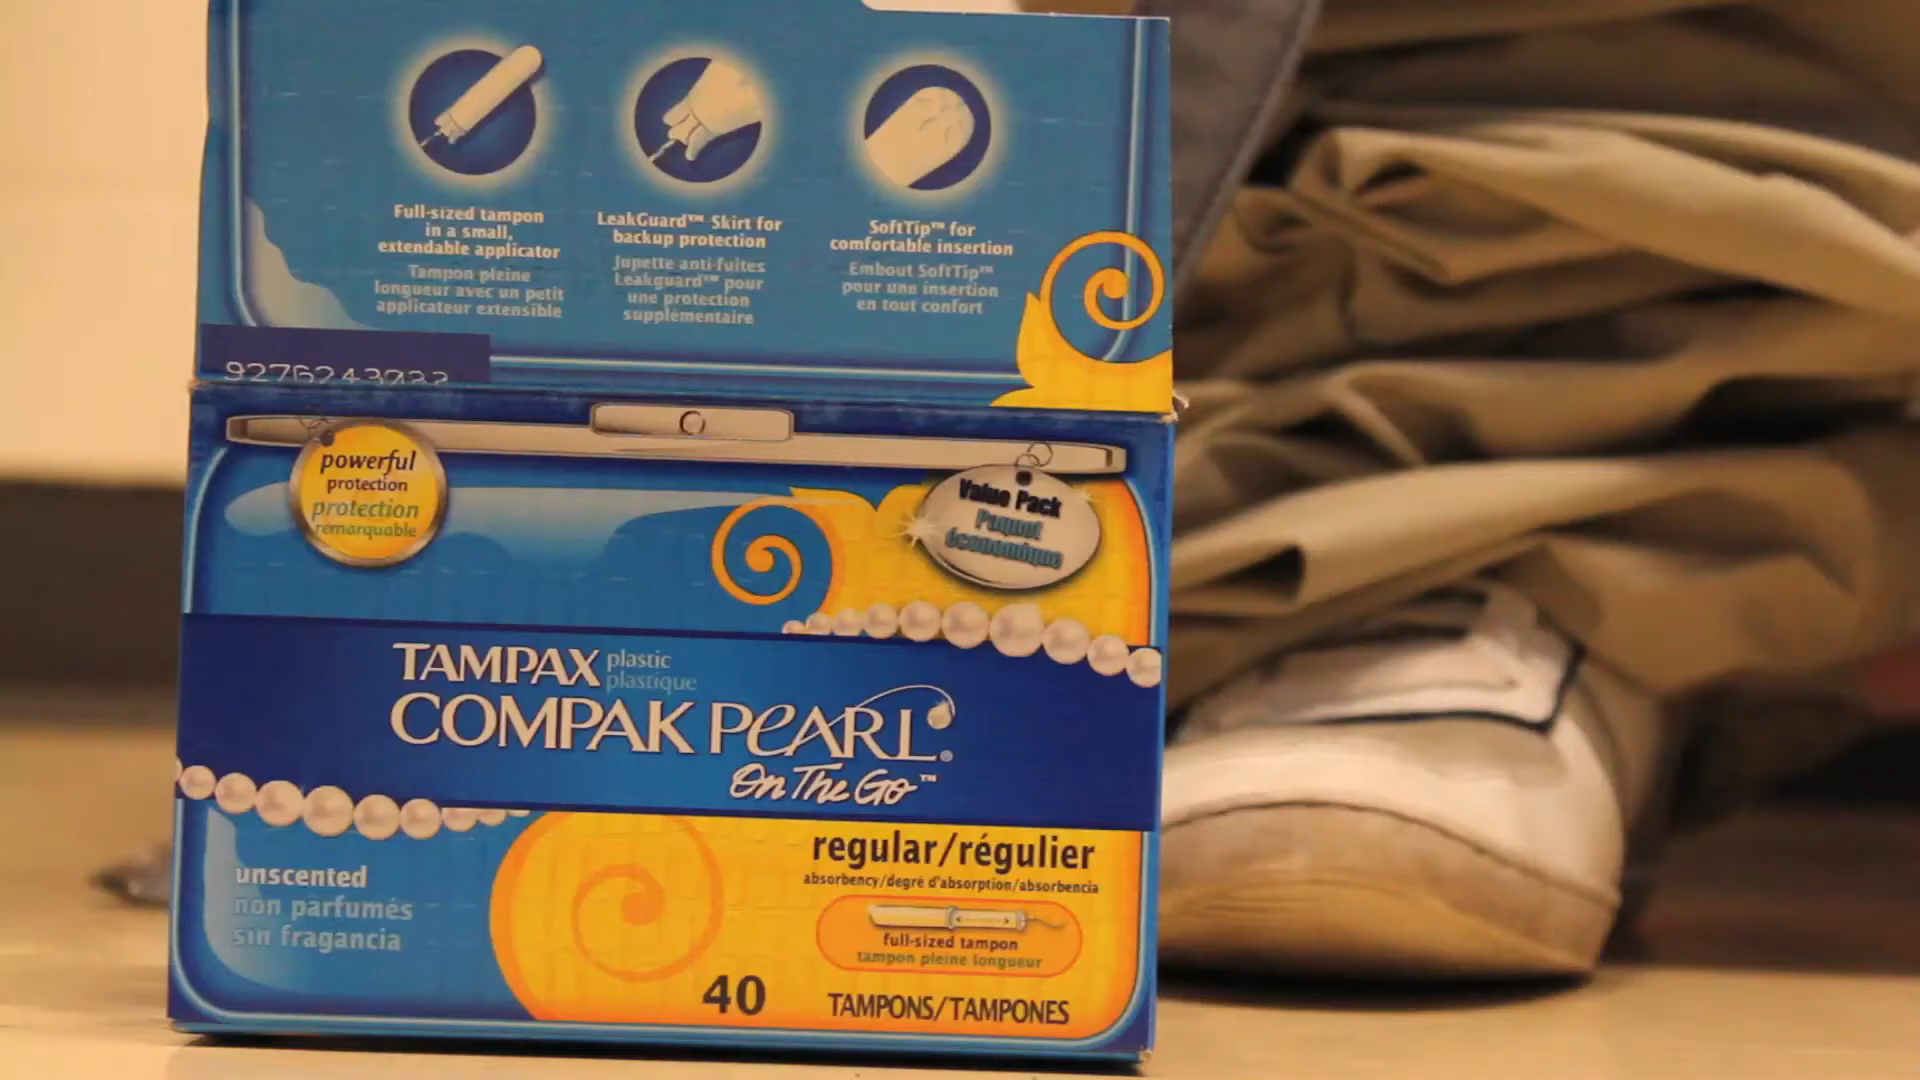 Full-sized tampon
in a small,
extendable applicator
Tampon pleine
longueur avec un petit
applicateur extensible
LeakGuard™ Skirt for
backup protection
Jupette anti-fuites
Leakguard™ pour
une protection
supplémentaire
SoftTip™ for
comfortable insertion
Embout SoftTip™
pour une insertion
en tout confort
9276243032
powerful
protection
protection
remarquable
Value Pack
Paquet
économique
TAMPAX plastic
plastique
COMPAK PEARL®
On The Go™
unscented
non parfumés
sin fragancia
regular/régulier
absorbency/degré d'absorption/absorbencia
full-sized tampon
tampon pleine longueur
40 TAMPONS/TAMPONES